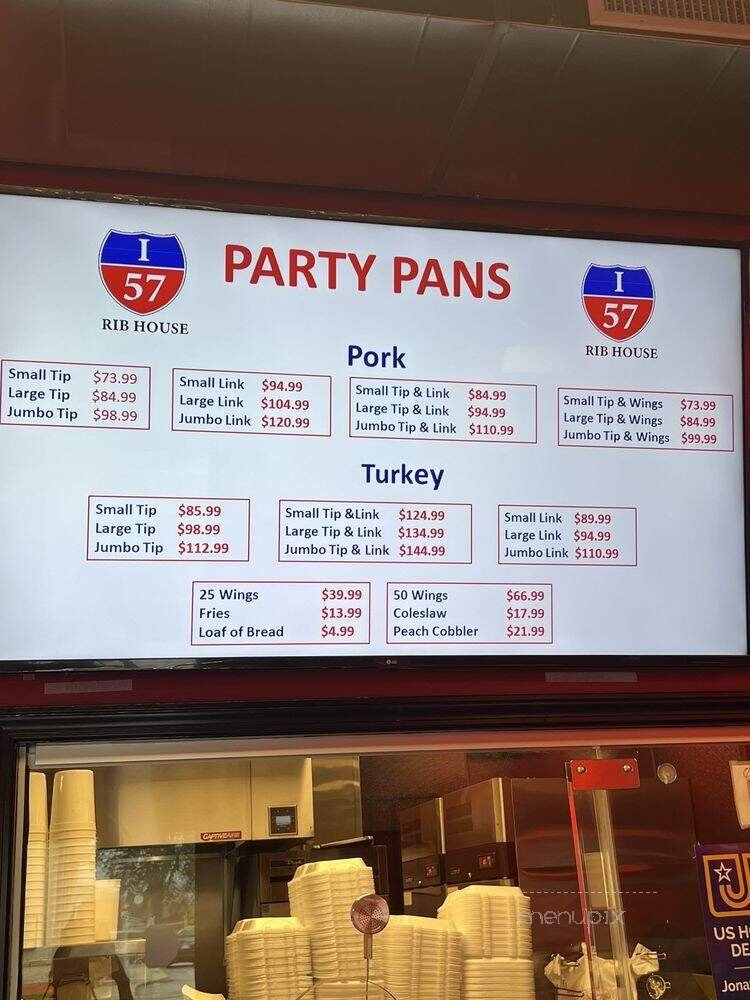 I
57
RIB HOUSE
PARTY PANS
I
57
RIB HOUSE
Pork
Small Tip $73.99
Large Tip $84.99
Jumbo Tip $98.99
Small Link $94.99
Large Link $104.99
Jumbo Link $120.99
Small Tip & Link $84.99
Large Tip & Link $94.99
Jumbo Tip & Link $110.99
Small Tip & Wings $73.99
Large Tip & Wings $84.99
Jumbo Tip & Wings $99.99
Turkey
Small Tip $85.99
Large Tip $98.99
Jumbo Tip $112.99
Small Tip &Link $124.99
Large Tip & Link $134.99
Jumbo Tip & Link $144.99
Small Link $89.99
Large Link $94.99
Jumbo Link $110.99
25 Wings $39.99
Fries $13.99
Loaf of Bread $4.99
50 Wings $66.99
Coleslaw $17.99
Peach Cobbler $21.99
LG
CAPTIVEAIRE
menupix
US
DE
Jona